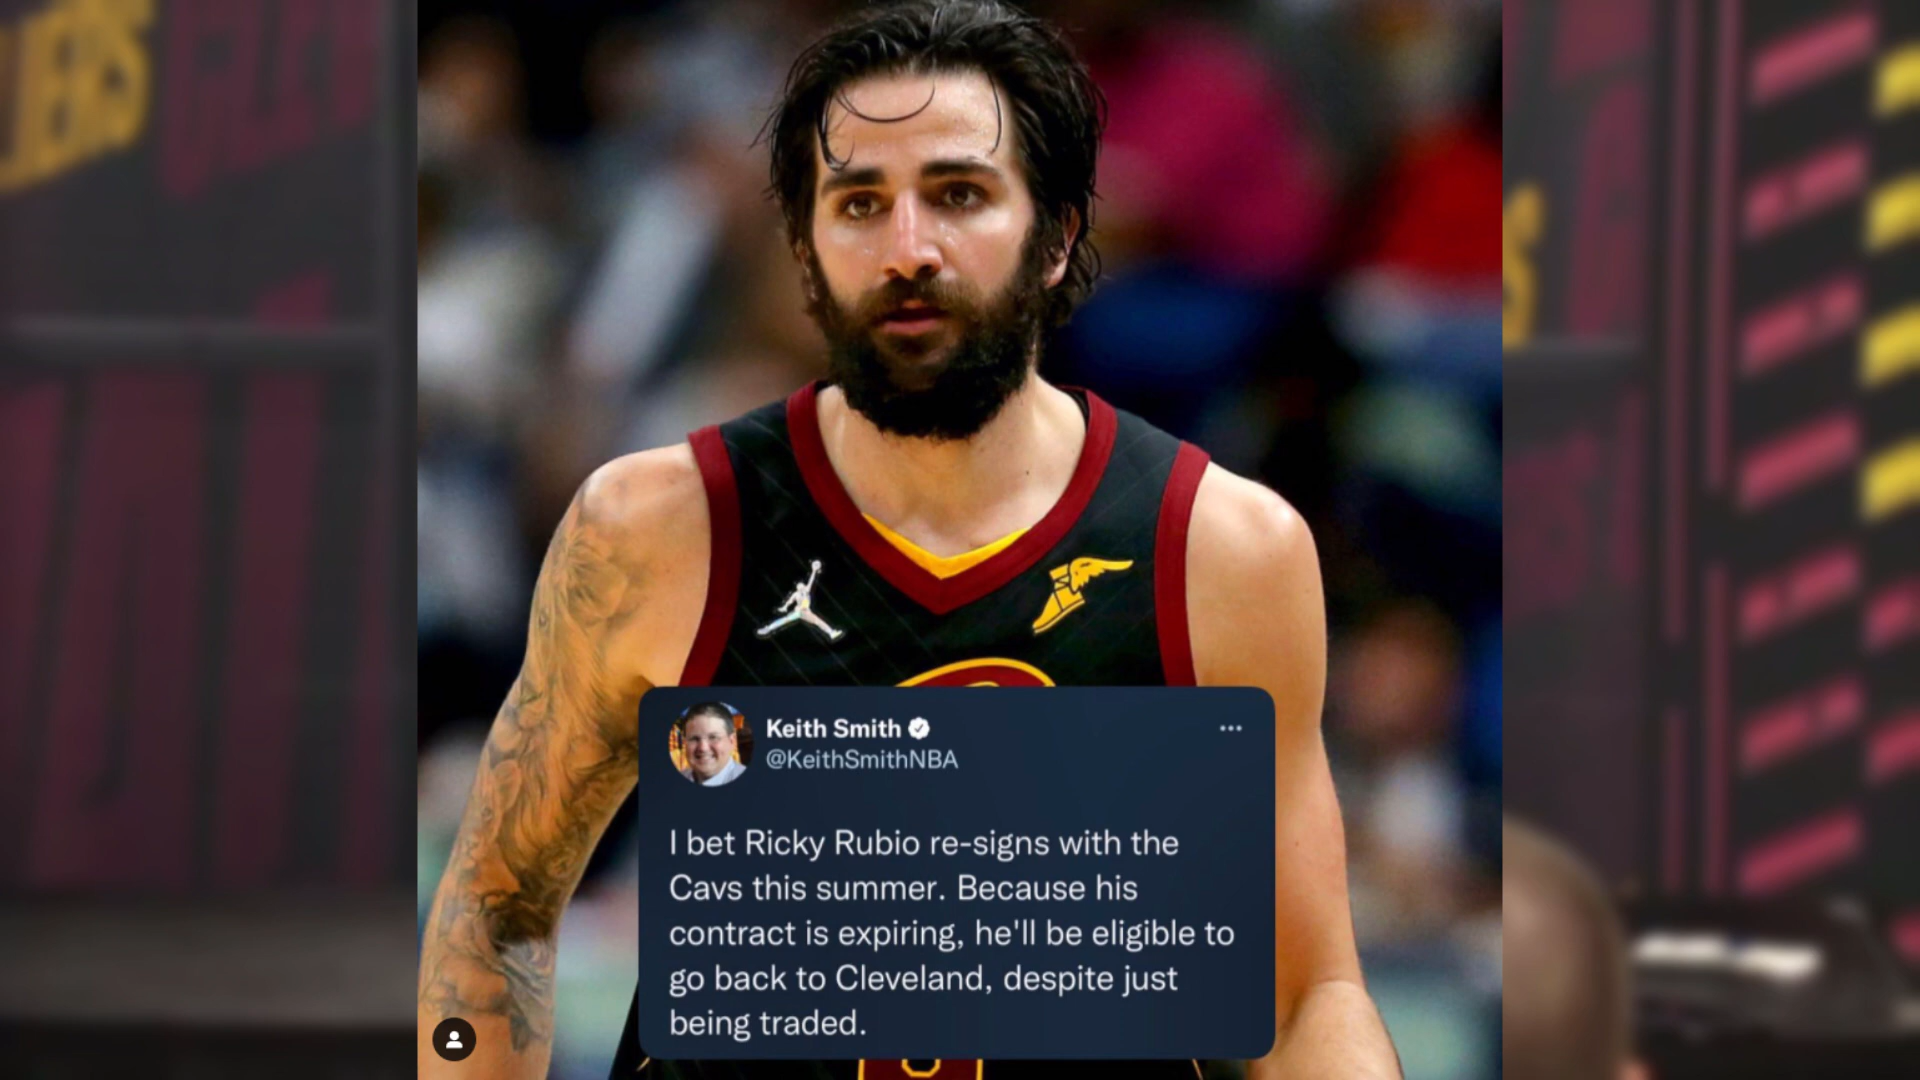 Keith Smith
@KeithSmithNBA
I bet Ricky Rubio re-signs with the
Cavs this summer. Because his
contract is expiring, he'll be eligible to
go back to Cleveland, despite just
being traded.